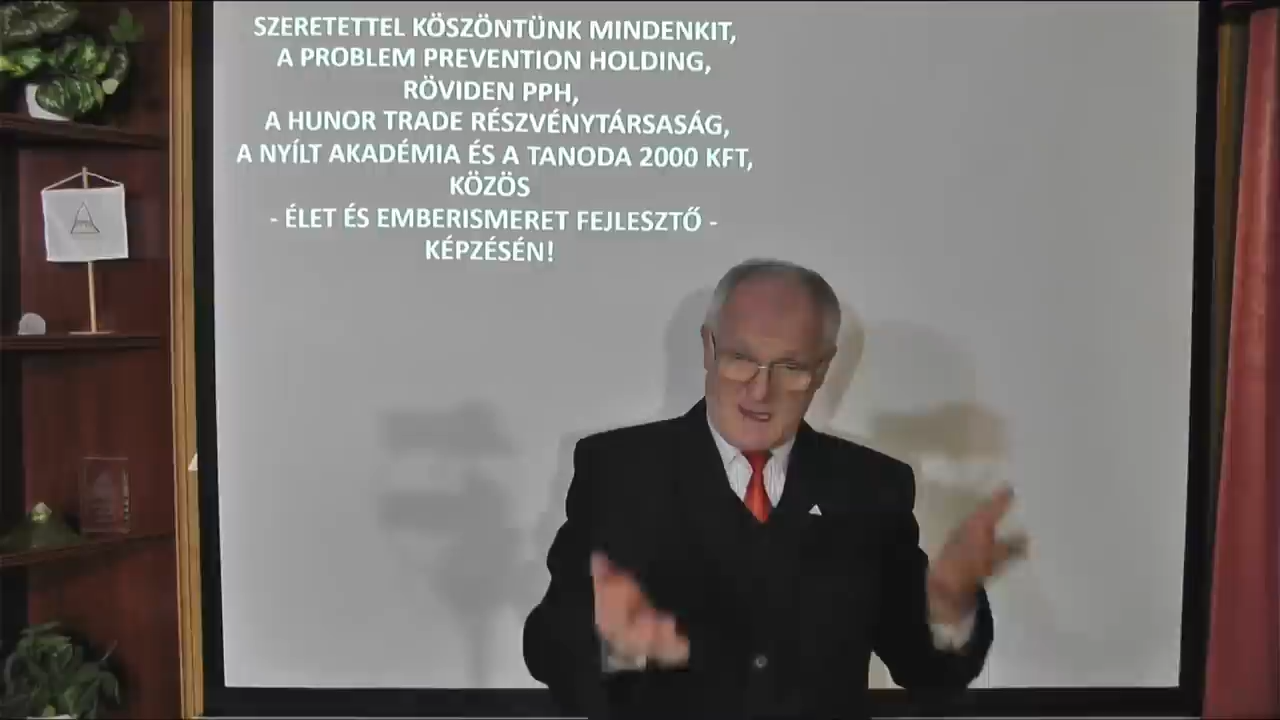 SZERETETTEL KÖSZÖNTÜNK MINDENKIT,
A PROBLEM PREVENTION HOLDING,
RÖVIDEN PPH,
A HUNOR TRADE RÉSZVÉNYTÁRSASÁG,
A NYÍLT AKADÉMIA ÉS A TANODA 2000 KFT,
KÖZÖS
- ÉLET ÉS EMBERISMERET FEJLESZTŐ -
KÉPZÉSÉN!